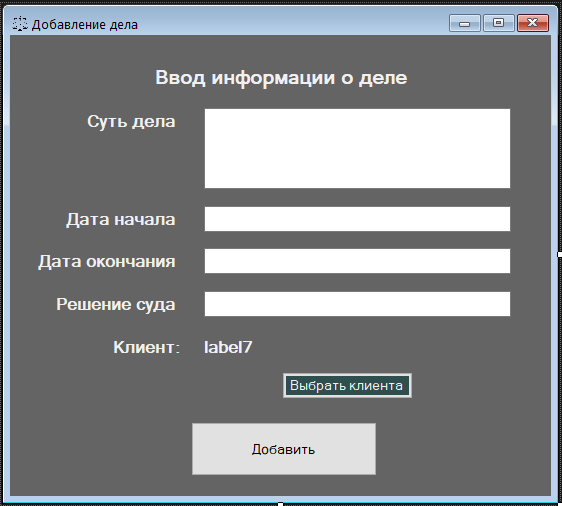 Добавление дела
Ввод информации о деле
Суть дела
Дата начала
Дата окончания
Решение суда
Клиент: label7
Выбрать клиента
Добавить